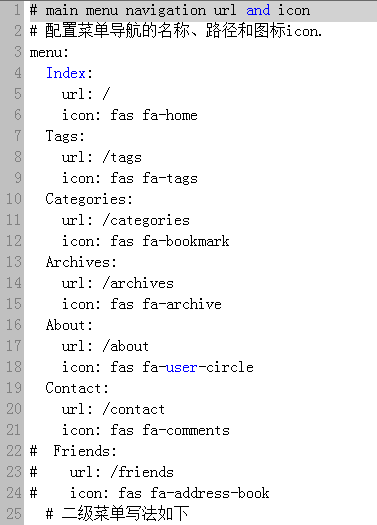 1 # main menu navigation url and icon
2 # 配置菜单导航的名称、路径和图标icon.
3 menu:
4   Index:
5     url: /
6     icon: fas fa-home
7   Tags:
8     url: /tags
9     icon: fas fa-tags
10   Categories:
11     url: /categories
12     icon: fas fa-bookmark
13   Archives:
14     url: /archives
15     icon: fas fa-archive
16   About:
17     url: /about
18     icon: fas fa-user-circle
19   Contact:
20     url: /contact
21     icon: fas fa-comments
22 #  Friends:
23 #    url: /friends
24 #    icon: fas fa-address-book
25   # 二级菜单写法如下